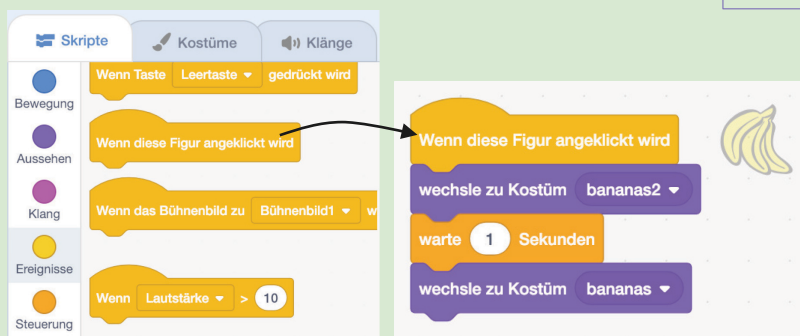 Skripte
Kostüme
Klänge
Bewegung
Aussehen
Klang
Ereignisse
Steuerung
Wenn Taste Leertaste gedrückt wird
Wenn diese Figur angeklickt wird
Wenn das Bühnenbild zu Bühnenbild1 w
Wenn Lautstärke > 10
Wenn diese Figur angeklickt wird
wechsle zu Kostüm bananas2
warte 1 Sekunden
wechsle zu Kostüm bananas